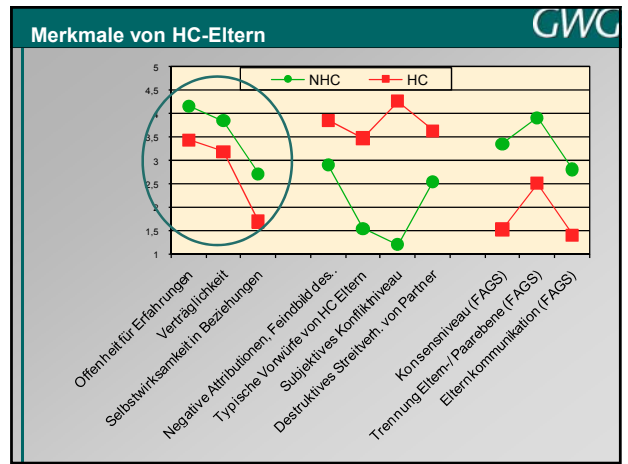 Merkmale von HC-Eltern
GWG
NHC
HC
5
4,5
4
3,5
3
2,5
2
1,5
1
Offenheit für Erfahrungen
Verträglichkeit
Selbstwirksamkeit in Beziehungen
Negative Attributionen, Feindbild des..
Typische Vorwürfe von HC Eltern
Subjektives Konfliktniveau
Destruktives Streitverh. von Partner
Konsensniveau (FAGS)
Trennung Eltern-/ Paarebene (FAGS)
Elternkommunikation (FAGS)